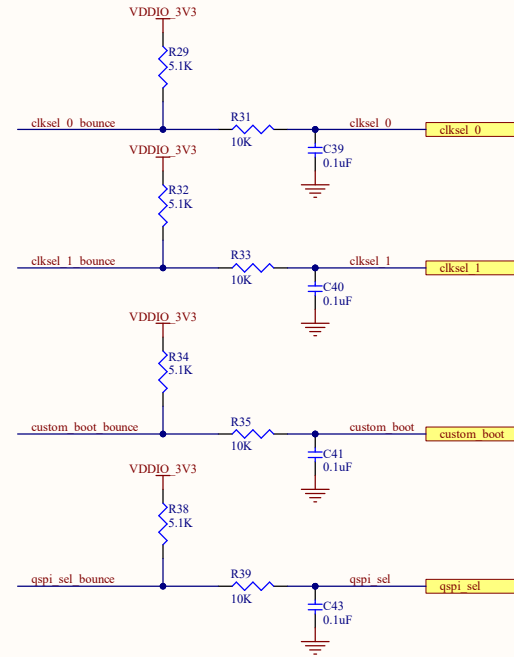 VDDIO_3V3
R29
5.1K
clksel_0_bounce
R31
10K
clksel_0
clksel_0
C39
0.1uF
VDDIO_3V3
R32
5.1K
clksel_1_bounce
R33
10K
clksel_1
clksel_1
C40
0.1uF
VDDIO_3V3
R34
5.1K
custom_boot_bounce
R35
10K
custom_boot
custom_boot
C41
0.1uF
VDDIO_3V3
R38
5.1K
qspi_sel_bounce
R39
10K
qspi_sel
qspi_sel
C43
0.1uF